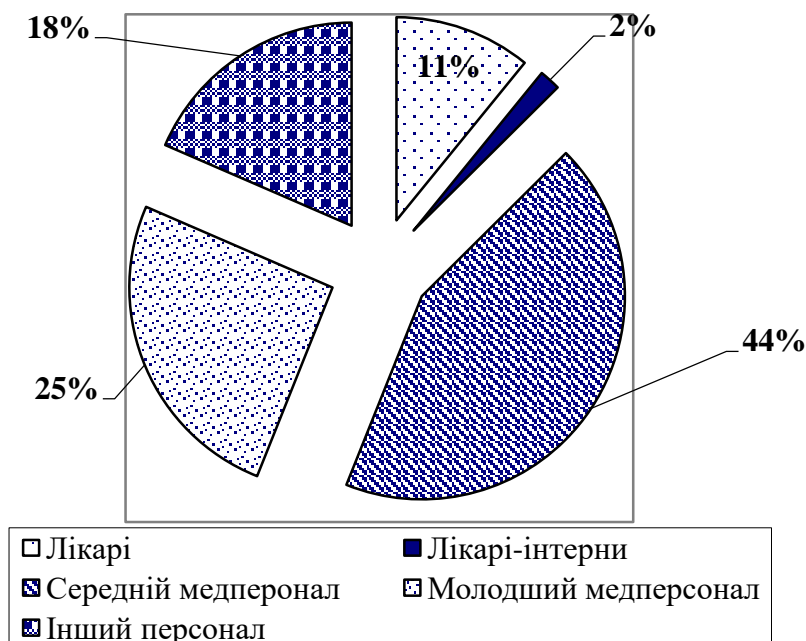 18%
2%
11%
44%
25%
Лікарі
Лікарі-інтерни
Середній медперонал
Молодший медперсонал
Інший персонал